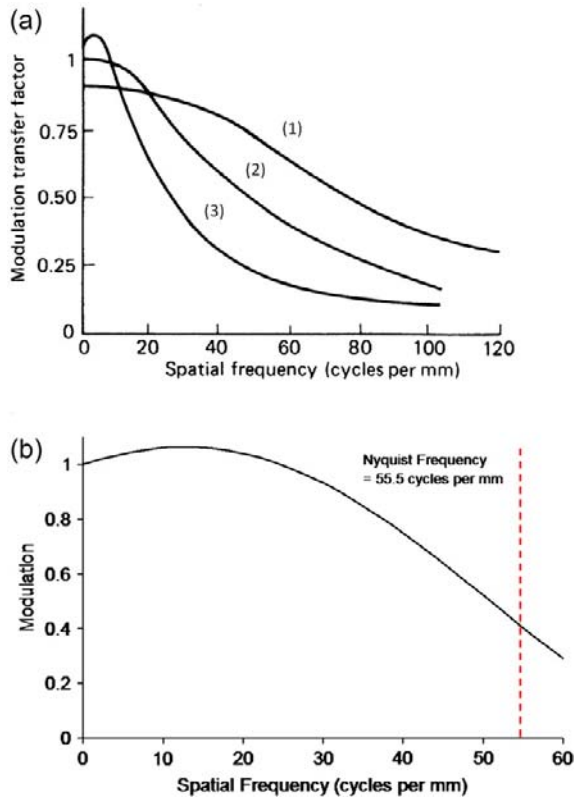 (a)
Modulation transfer factor
1
0.75
0.50
0.25
0
(1)
(2)
(3)
0 20 40 60 80 100 120
Spatial frequency (cycles per mm)
(b)
Modulation
1
0.8
0.6
0.4
0.2
0
Nyquist Frequency
= 55.5 cycles per mm
0 10 20 30 40 50 60
Spatial Frequency (cycles per mm)